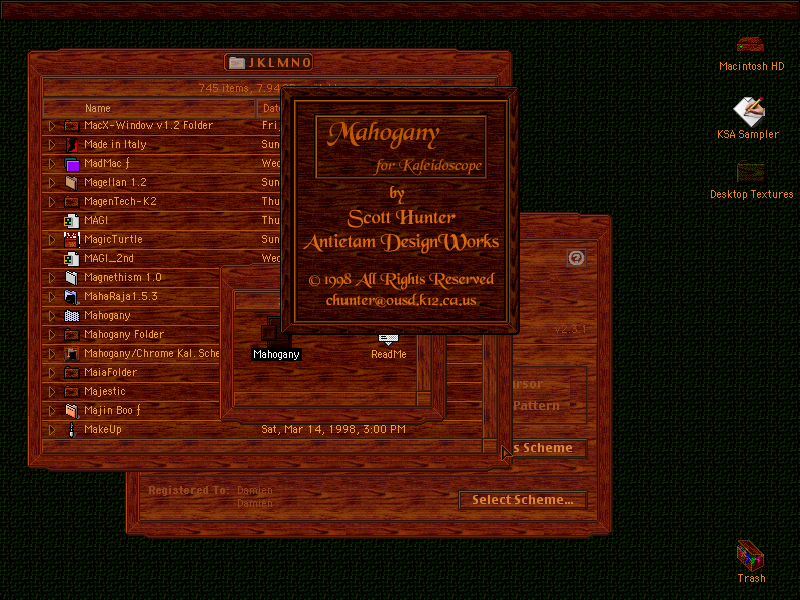 JKLMNO
745 items, 7.94
Name
Date
MacX-Window v1.2 Folder
Fri,
Made in Italy
Sun
MadMac ƒ
Wed
Magellan 1.2
Sun
MagenTech-K2
Thu
MAGI
Thu
MagicTurtle
Sun
MAGI_2nd
Wed
Magnethism 1.0
MahaRaja1.5.3
Mahogany
Mahogany Folder
Mahogany/Chrome Kal. Sche
MaiaFolder
Majestic
Majin Boo ƒ
MakeUp
Sat, Mar 14, 1998, 3:00 PM
Mahogany
for Kaleidoscope
by
Scott Hunter
Antietam DesignWorks
© 1998 All Rights Reserved
chunter@ousd.k12.ca.us
Mahogany
ReadMe
v2.3.1
ursor
Pattern
s Scheme
Registered To: Damien
Damien
Select Scheme...
Macintosh HD
KSA Sampler
Desktop Textures
Trash